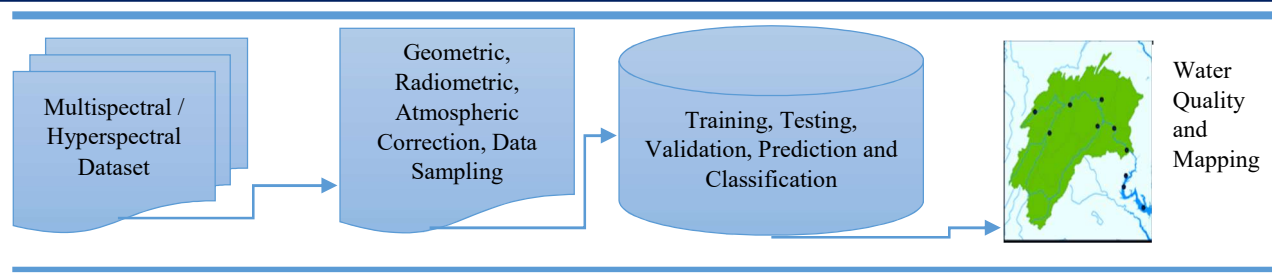 Multispectral /
Hyperspectral
Dataset
Geometric,
Radiometric,
Atmospheric
Correction, Data
Sampling
Training, Testing,
Validation, Prediction and
Classification
Water
Quality
and
Mapping